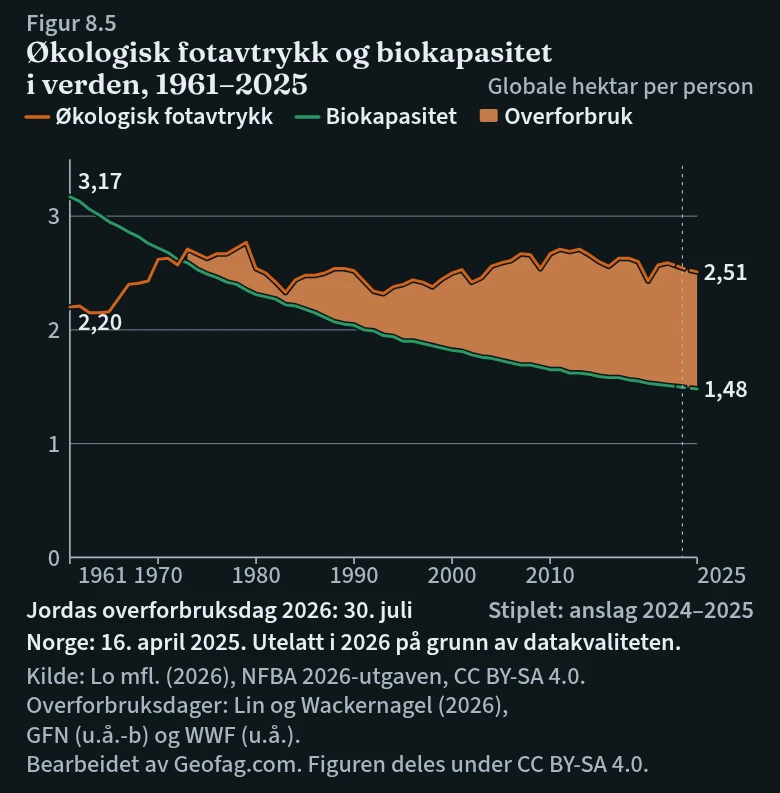 Figur 8.5
Økologisk fotavtrykk og biokapasitet
i verden, 1961–2025
Globale hektar per person
Økologisk fotavtrykk
Biokapasitet
Overforbruk
3,17
3
2,51
2,20
2
1,48
1
0
1961 1970 1980 1990 2000 2010 2025
Jordas overforbruksdag 2026: 30. juli
Stiplet: anslag 2024–2025
Norge: 16. april 2025. Utelatt i 2026 på grunn av datakvaliteten.
Kilde: Lo mfl. (2026), NFBA 2026-utgaven, CC BY-SA 4.0.
Overforbruksdager: Lin og Wackernagel (2026),
GFN (u.å.-b) og WWF (u.å.).
Bearbeidet av Geofag.com. Figuren deles under CC BY-SA 4.0.